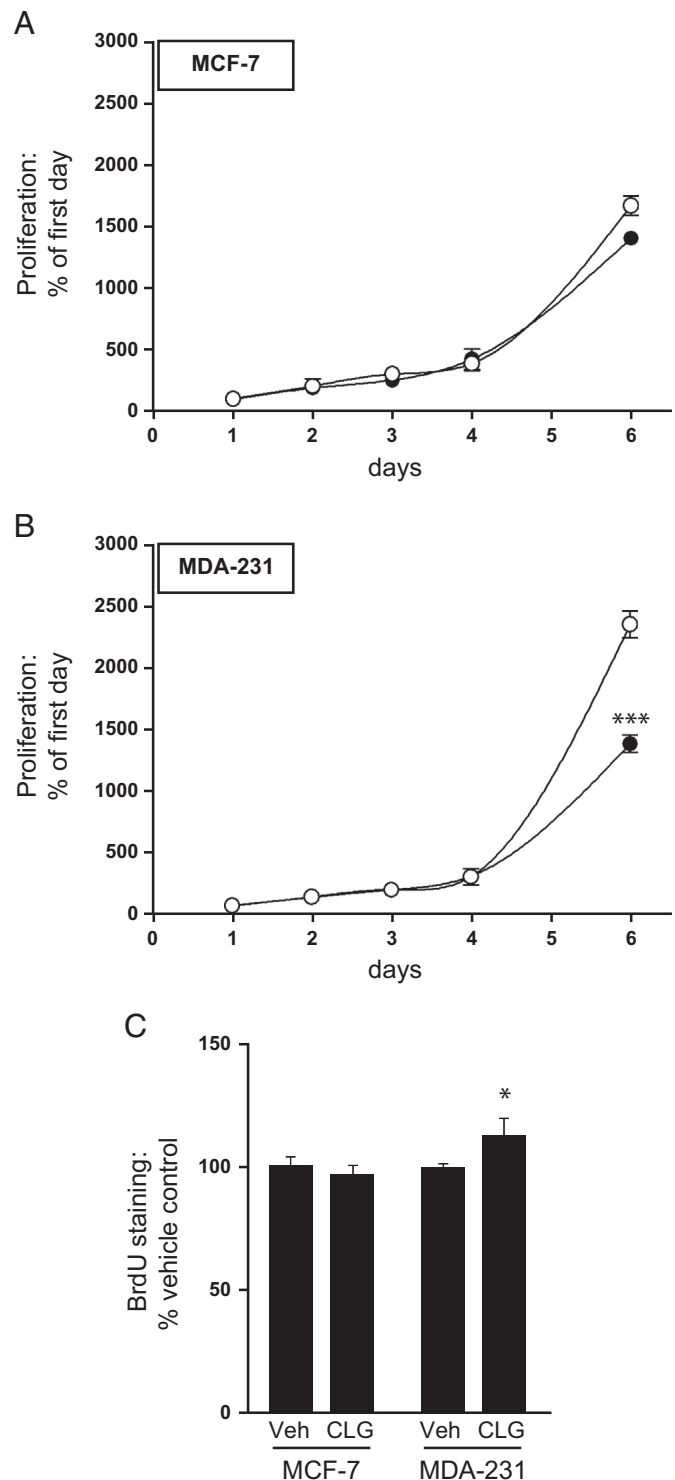 A
MCF-7
3000
2500
2000
1500
1000
500
0
Proliferation:
% of first day
0 1 2 3 4 5 6
days
B
MDA-231
3000
2500
2000
1500
1000
500
0
Proliferation:
% of first day
***
0 1 2 3 4 5 6
days
C
150
100
50
0
BrdU staining:
% vehicle control
*
Veh CLG Veh CLG
MCF-7 MDA-231